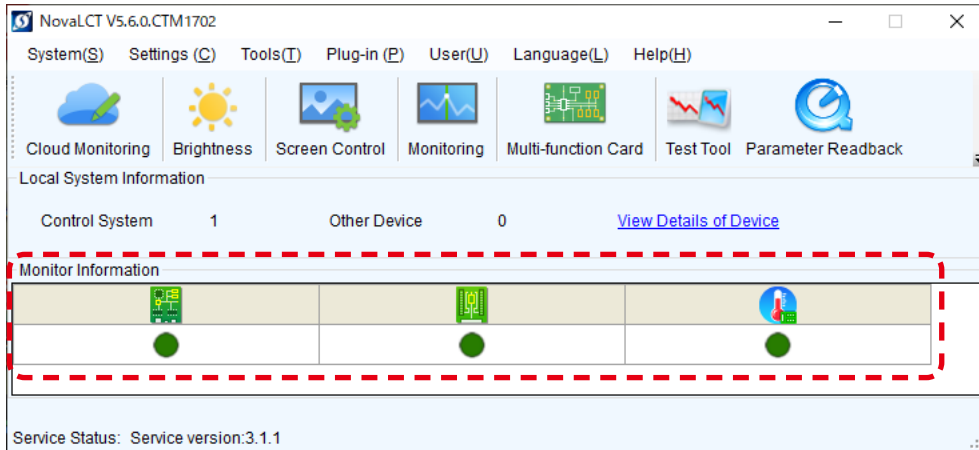 NovaLCT V5.6.0.CTM1702
System(S) Settings (C) Tools(T) Plug-in (P) User(U) Language(L) Help(H)
Cloud Monitoring Brightness Screen Control Monitoring Multi-function Card Test Tool Parameter Readback
Local System Information
Control System 1 Other Device 0 View Details of Device
Monitor Information
Service Status: Service version:3.1.1